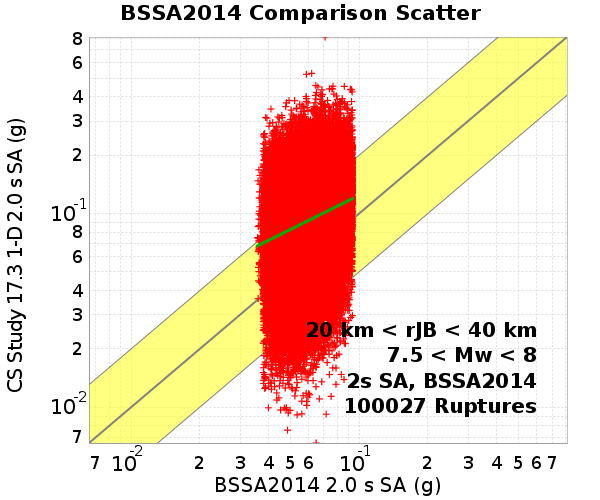 BSSA2014 Comparison Scatter
CS Study 17.3 1-D 2.0 s SA (g)
8
6
4
3
2
10⁻¹
8
6
4
3
2
10⁻²
7
20 km < rJB < 40 km
7.5 < Mw < 8
2s SA, BSSA2014
100027 Ruptures
7 10⁻² 2 3 4 5 6 10⁻¹ 2 3 4 5 6 7
BSSA2014 2.0 s SA (g)